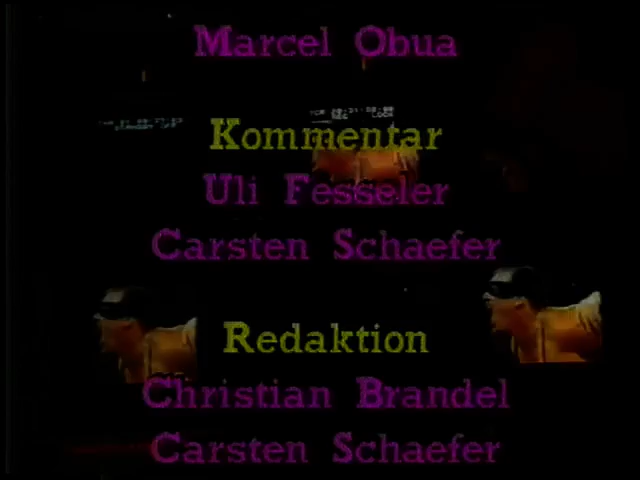 Marcel Obua
Kommentar
Uli Fesseler
Carsten Schaefer
Redaktion
Christian Brandel
Carsten Schaefer